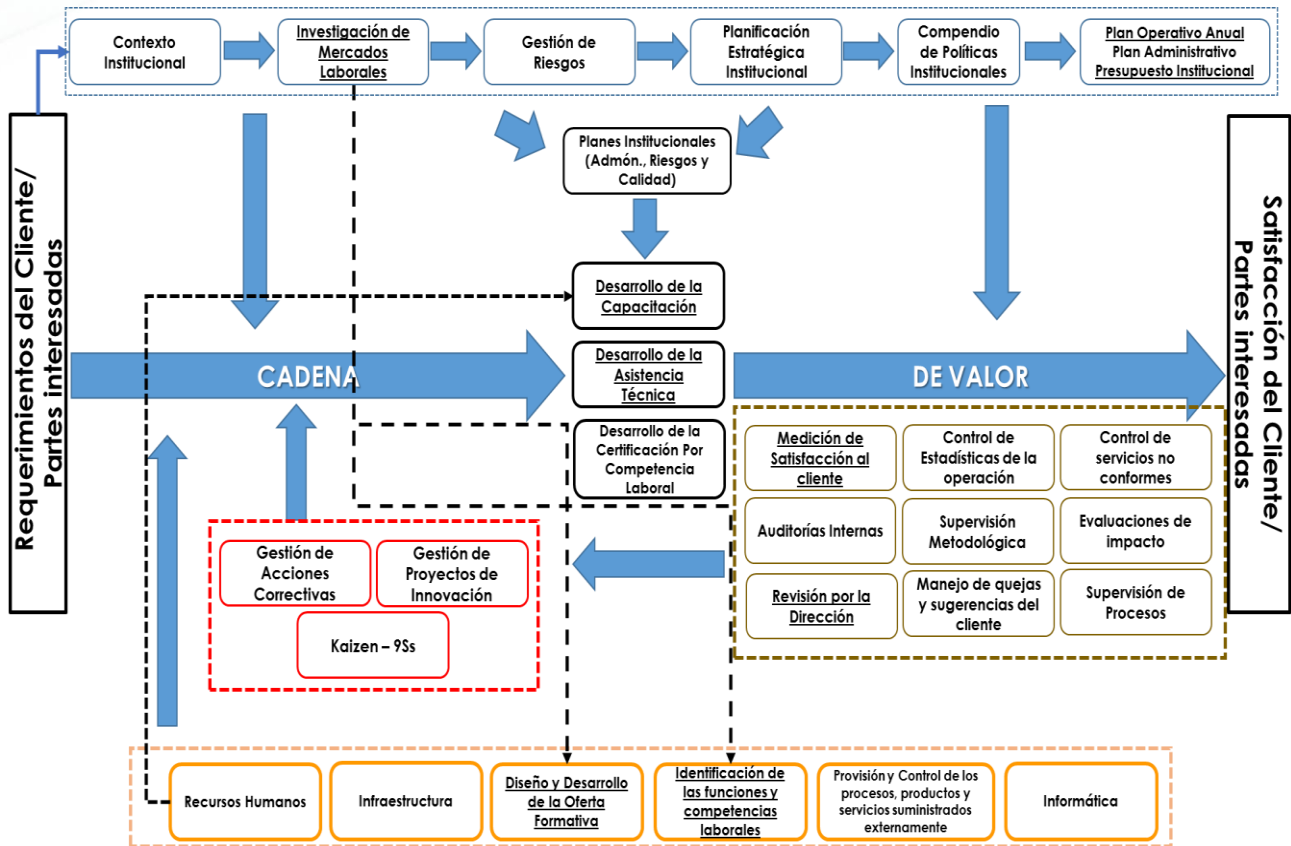 Contexto
Institucional
Investigación de
Mercados
Laborales
Gestión de
Riesgos
Planificación
Estratégica
Institucional
Compendio
de Políticas
Institucionales
Plan Operativo Anual
Plan Administrativo
Presupuesto Institucional
Requerimientos del Cliente/
Partes interesadas
Planes Institucionales
(Admón., Riesgos y
Calidad)
Desarrollo de la
Capacitación
CADENA
Desarrollo de la
Asistencia
Técnica
DE VALOR
Desarrollo de la
Certificación Por
Competencia
Laboral
Satisfacción del Cliente/
Partes interesadas
Medición de
Satisfacción al
cliente
Control de
Estadísticas de la
operación
Control de
servicios no
conformes
Auditorías Internas
Supervisión
Metodológica
Evaluaciones de
impacto
Revisión por la
Dirección
Manejo de quejas
y sugerencias del
cliente
Supervisión de
Procesos
Gestión de
Acciones
Correctivas
Gestión de
Proyectos de
Innovación
Kaizen – 9Ss
Recursos Humanos
Infraestructura
Diseño y Desarrollo
de la Oferta
Formativa
Identificación de
las funciones y
competencias
laborales
Provisión y Control de los
procesos, productos y
servicios suministrados
externamente
Informática